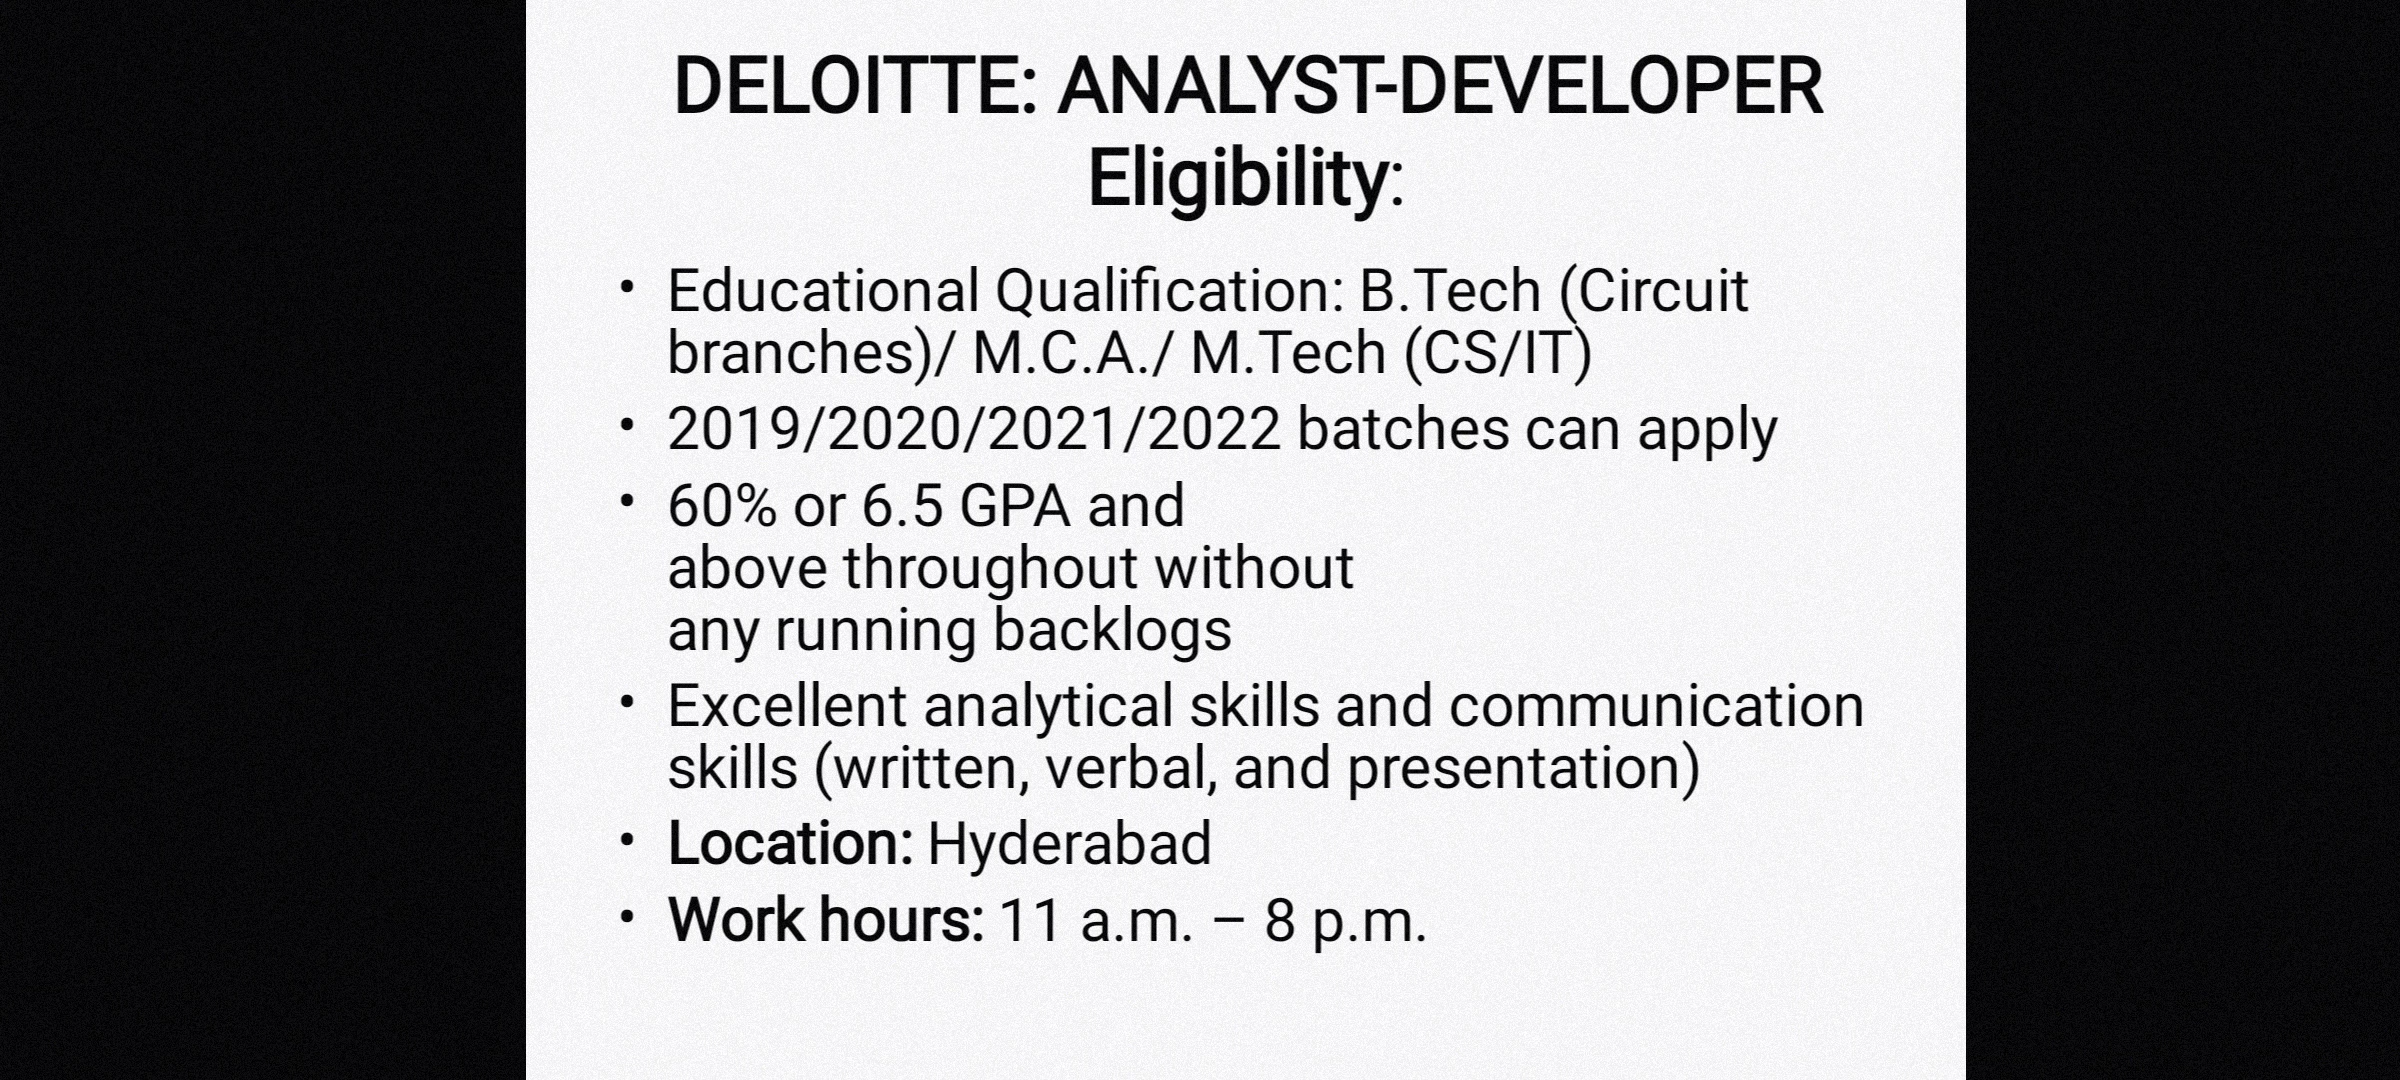 DELOITTE: ANALYST-DEVELOPER
Eligibility:
• Educational Qualification: B.Tech (Circuit
branches)/ M.C.A./ M.Tech (CS/IT)
• 2019/2020/2021/2022 batches can apply
• 60% or 6.5 GPA and
above throughout without
any running backlogs
• Excellent analytical skills and communication
skills (written, verbal, and presentation)
• Location: Hyderabad
• Work hours: 11 a.m. – 8 p.m.